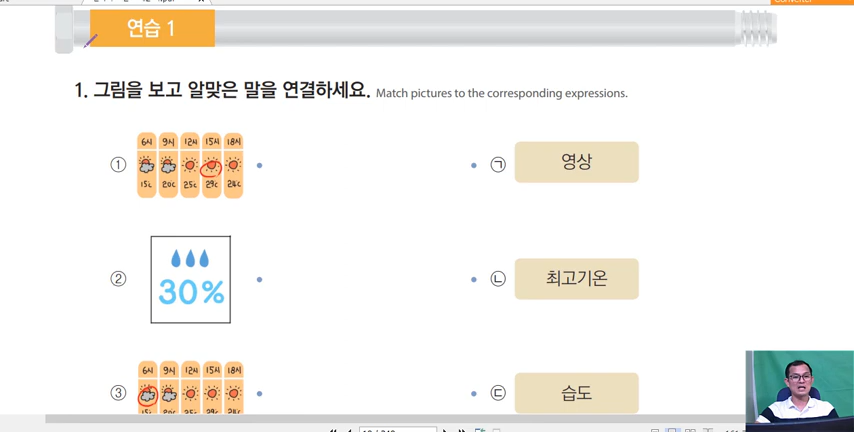 Converter
연습 1
1. 그림을 보고 알맞은 말을 연결하세요. Match pictures to the corresponding expressions.
① 6시 9시 12시 15시 18시
15c 20c 25c 29c 24c
㉠ 영상
② 30%
㉡ 최고기온
③ 6시 9시 12시 15시 18시
㉢ 습도